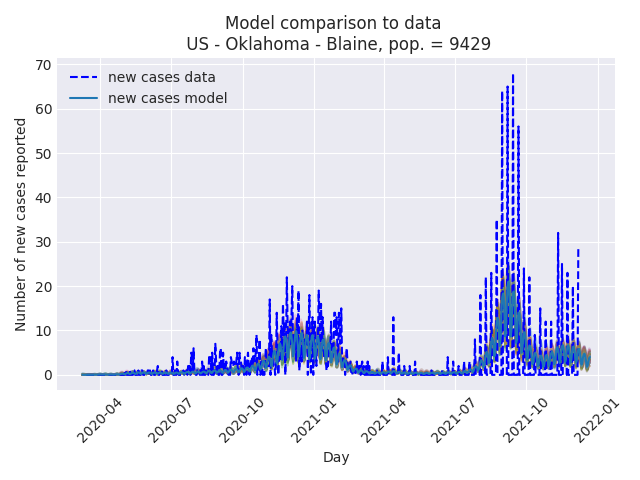 Model comparison to data
US - Oklahoma - Blaine, pop. = 9429
70
60
50
40
30
20
10
0
Number of new cases reported
new cases data
new cases model
2020-04
2020-07
2020-10
2021-01
2021-04
2021-07
2021-10
2022-01
Day